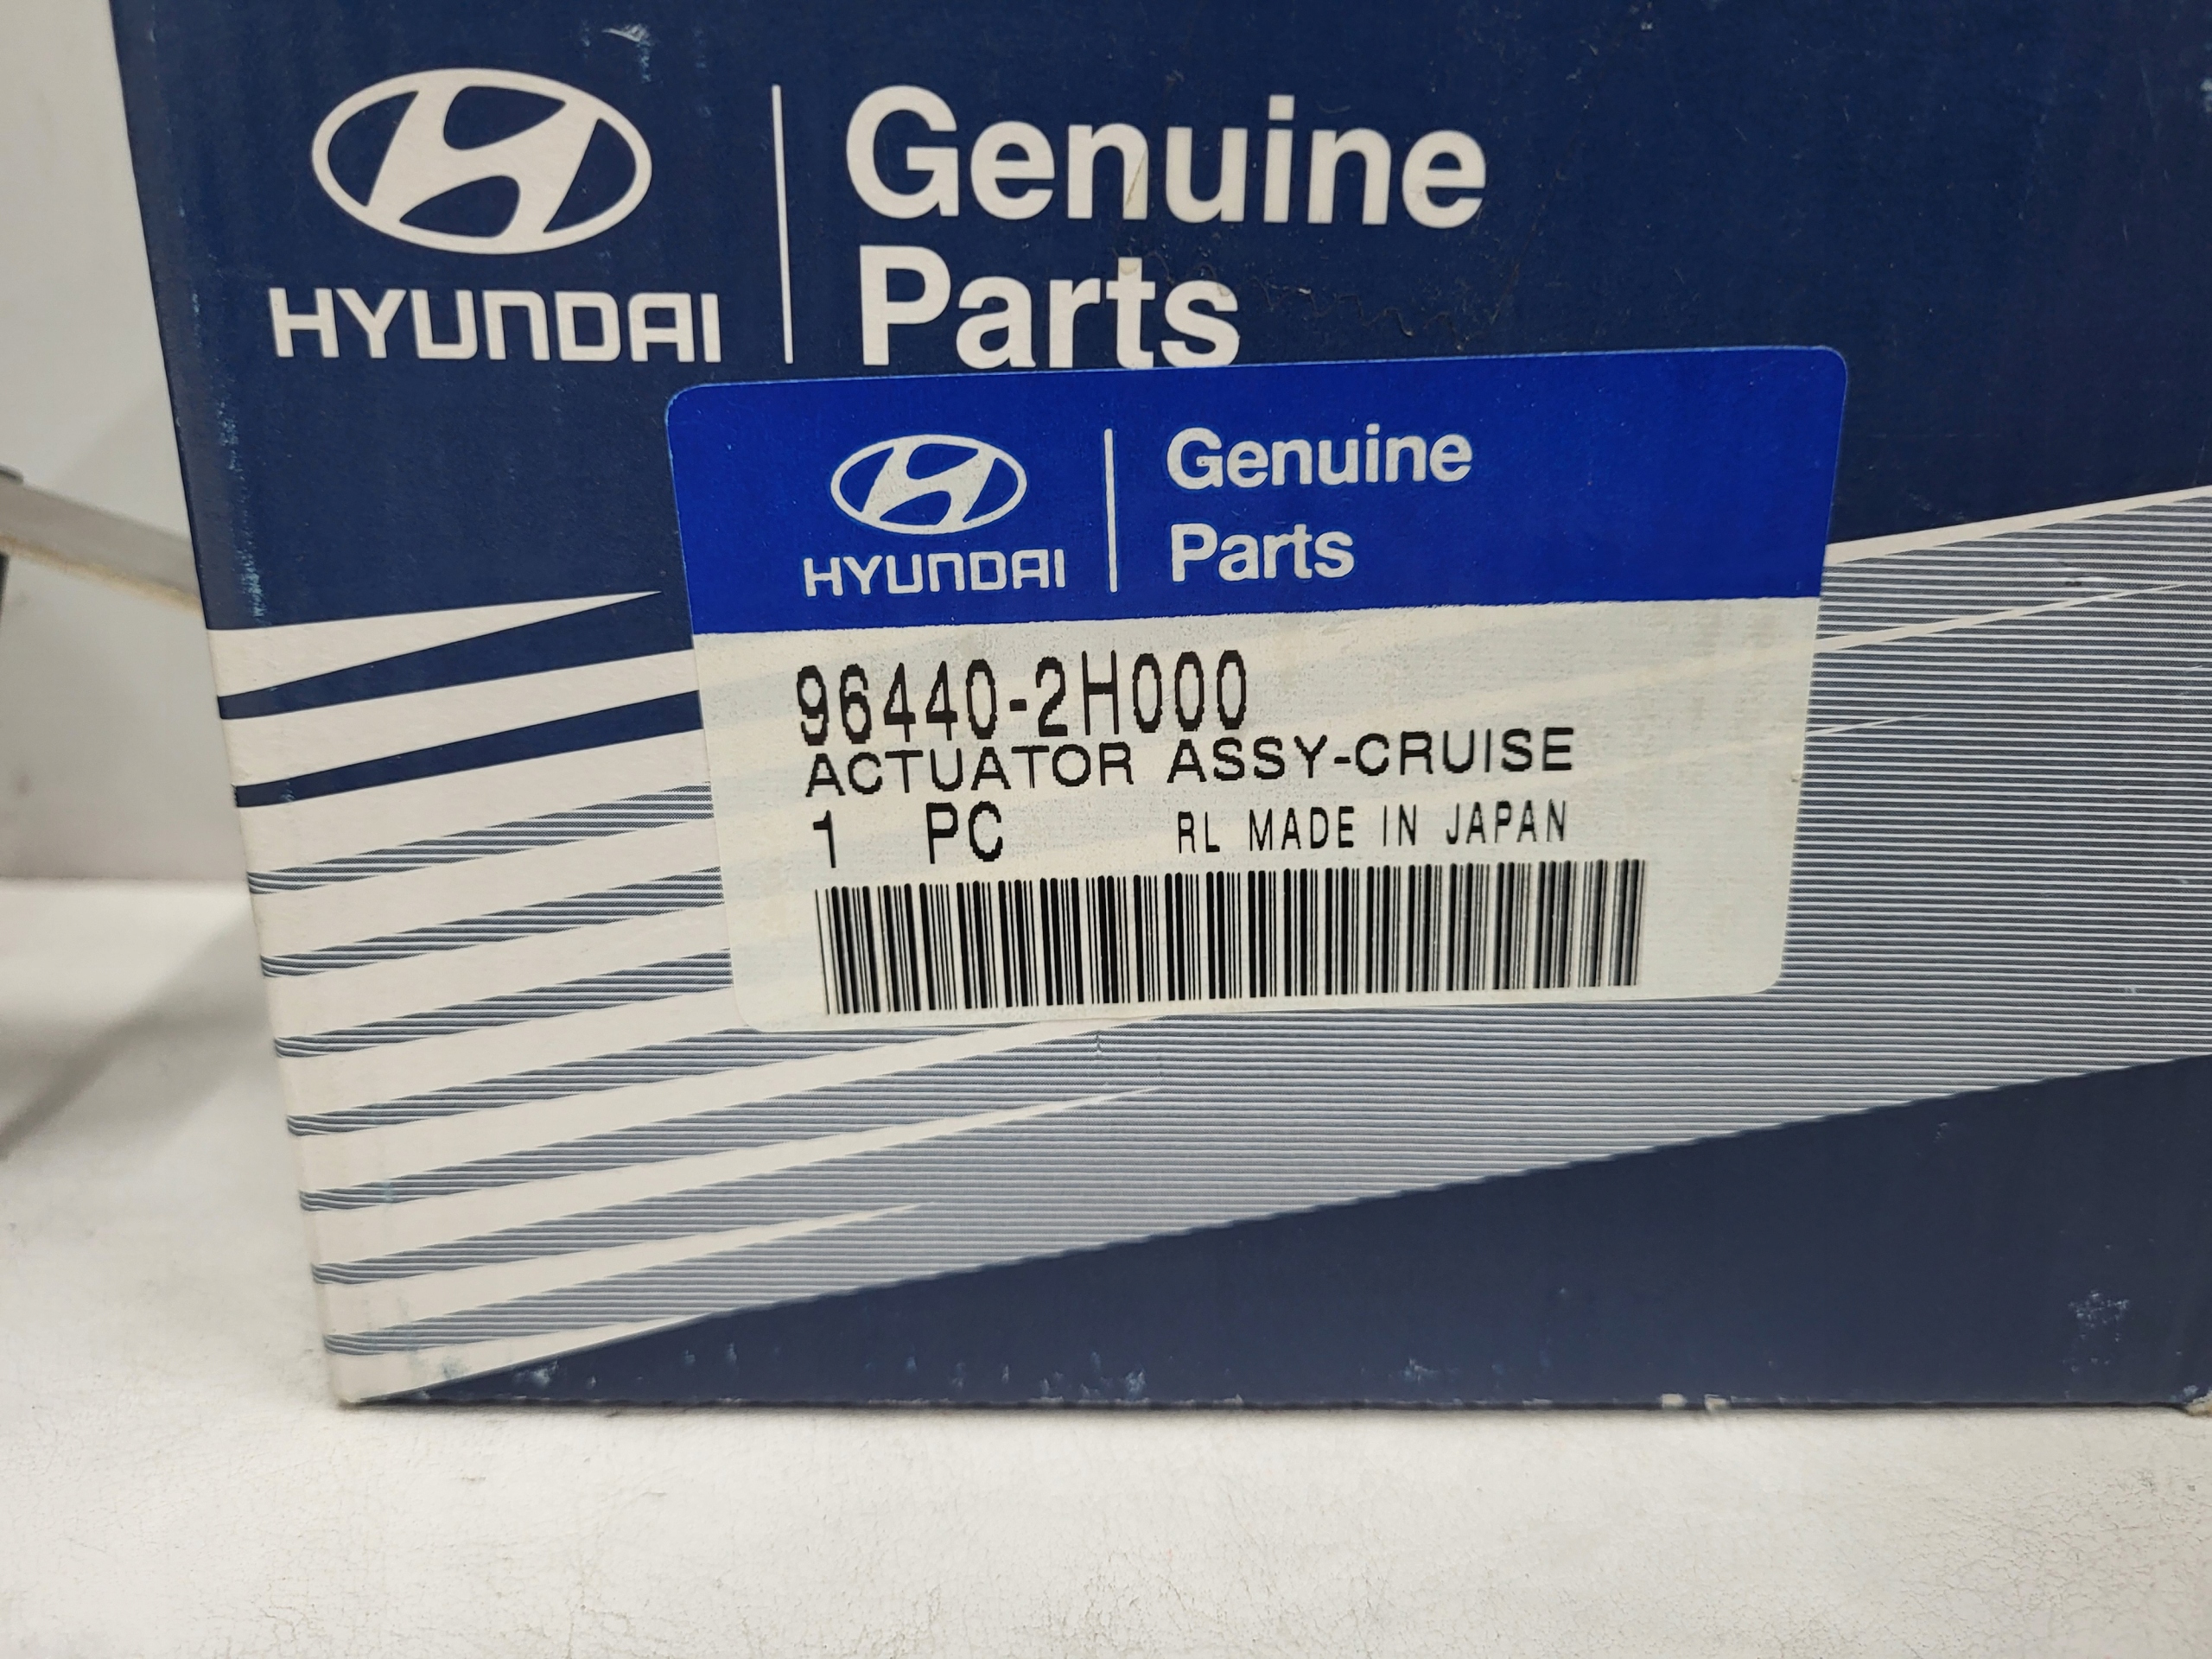 HYUNDAI
Genuine
Parts
HYUNDAI
Genuine
Parts
96440-2H000
ACTUATOR ASSY-CRUISE
1 PC RL MADE IN JAPAN